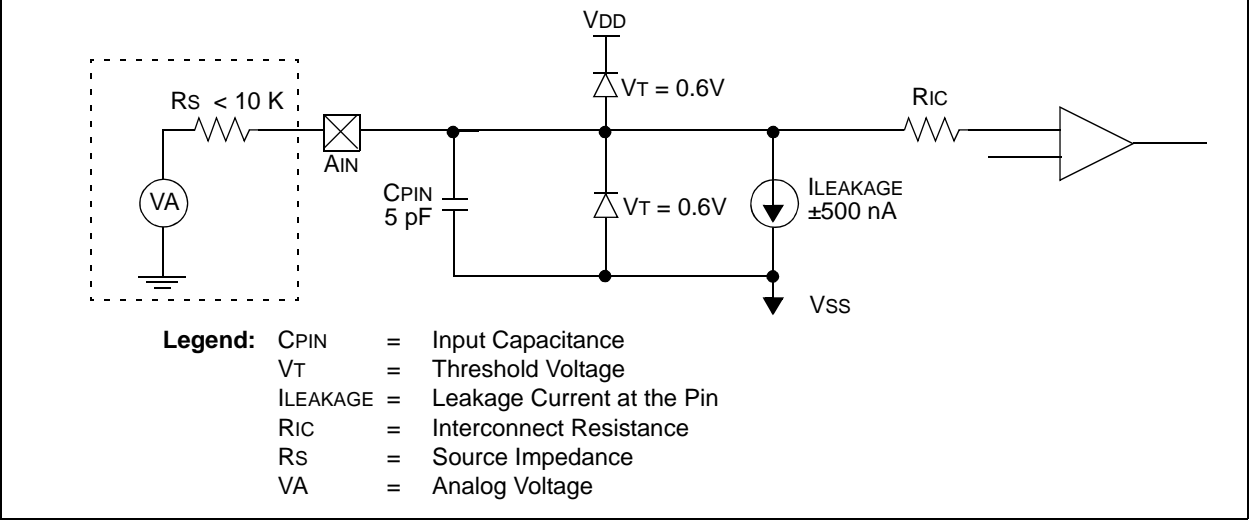 VDD
VT = 0.6V
RS < 10 K
RIC
AIN
VA
CPIN
5 pF
VT = 0.6V
ILEAKAGE
±500 nA
VSS
Legend: CPIN = Input Capacitance
VT = Threshold Voltage
ILEAKAGE = Leakage Current at the Pin
RIC = Interconnect Resistance
RS = Source Impedance
VA = Analog Voltage